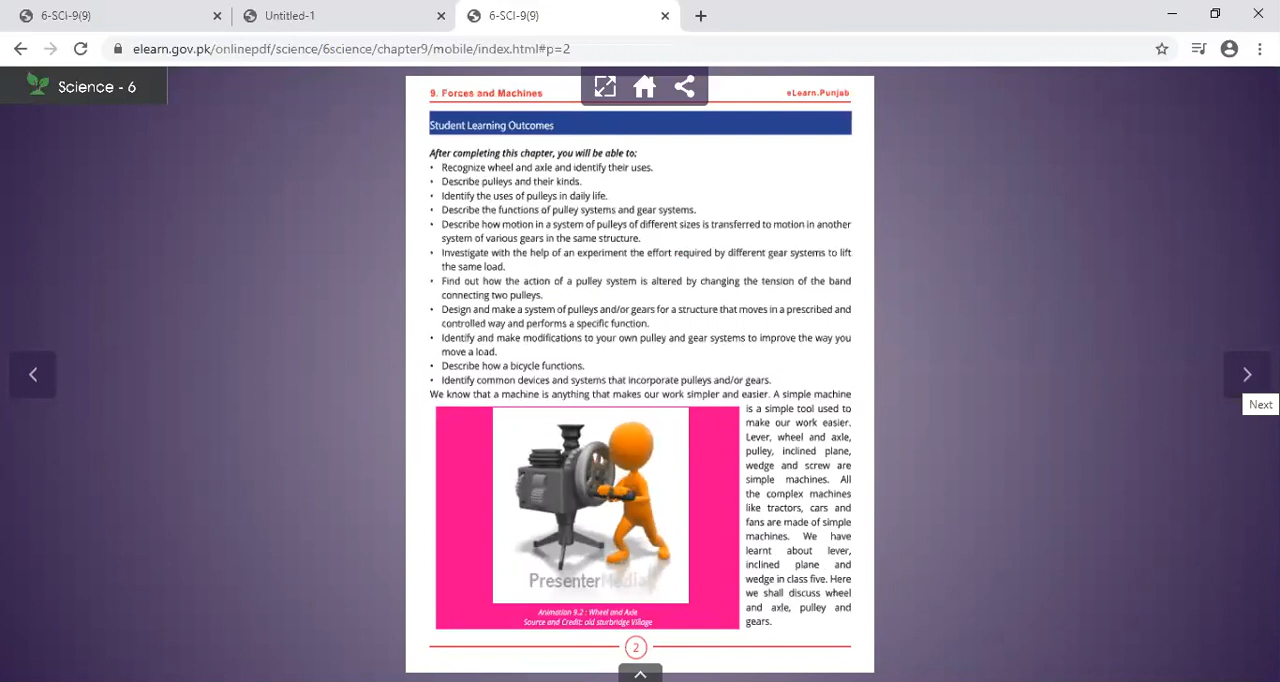 6-SCI-9(9)
Untitled-1
6-SCI-9(9)
elearn.gov.pk/onlinepdf/science/6science/chapter9/mobile/index.html#p=2
Science - 6
9. Forces and Machines
eLearn.Punjab
Student Learning Outcomes
After completing this chapter, you will be able to:
• Recognize wheel and axle and identify their uses.
• Describe pulleys and their kinds.
• Identify the uses of pulleys in daily life.
• Describe the functions of pulley systems and gear systems.
• Describe how motion in a system of pulleys of different sizes is transferred to motion in another
system of various gears in the same structure.
• Investigate with the help of an experiment the effort required by different gear systems to lift
the same load.
• Find out how the action of a pulley system is altered by changing the tension of the band
connecting two pulleys.
• Design and make a system of pulleys and/or gears for a structure that moves in a prescribed and
controlled way and performs a specific function.
• Identify and make modifications to your own pulley and gear systems to improve the way you
move a load.
• Describe how a bicycle functions.
• Identify common devices and systems that incorporate pulleys and/or gears.
We know that a machine is anything that makes our work simpler and easier. A simple machine
is a simple tool used to
make our work easier.
Lever, wheel and axle,
pulley, inclined plane,
wedge and screw are
simple machines. All
the complex machines
like tractors, cars and
fans are made of simple
machines. We have
learnt about lever,
inclined plane and
wedge in class five. Here
we shall discuss wheel
and axle, pulley and
gears.
PresenterMedia
Animation 9.2 : Wheel and Axle
Source and Credit: old sturbridge Village
2
Next